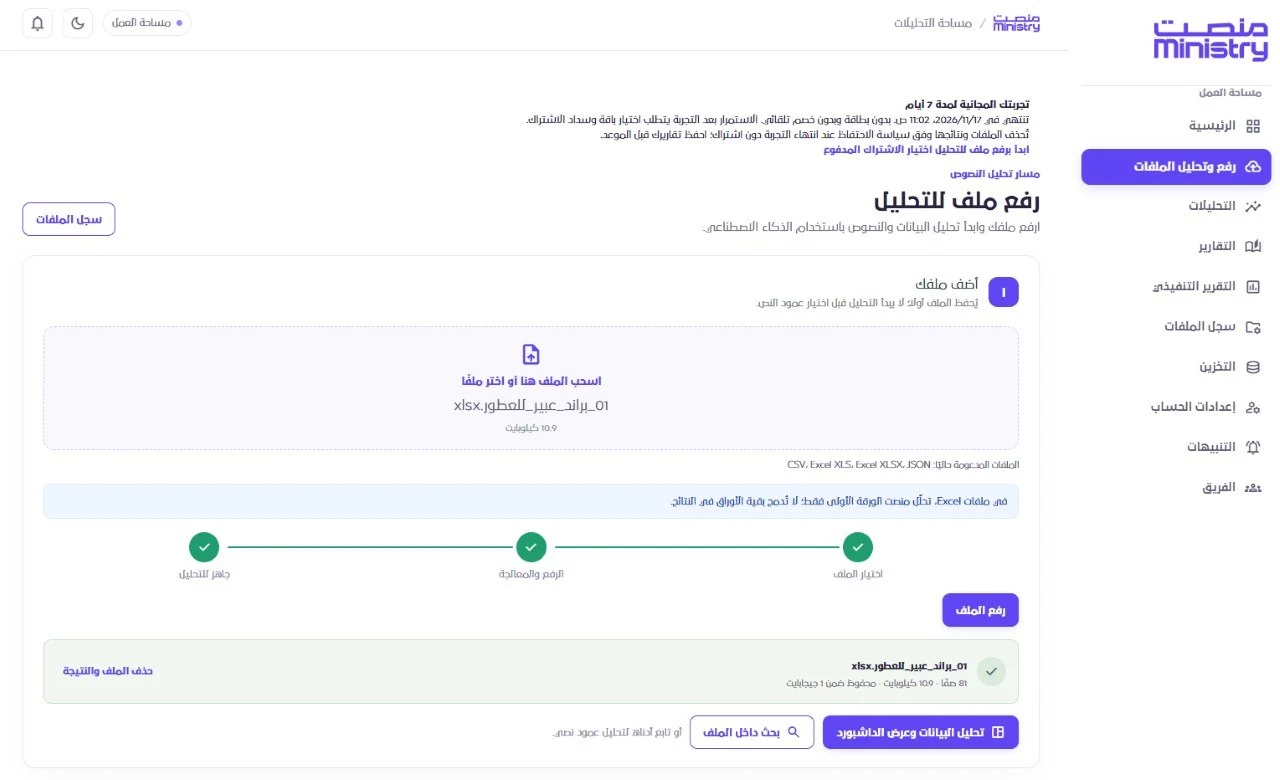 منصت
Ministry
مساحة العمل
الرئيسية
رفع وتحليل الملفات
التحليلات
التقارير
التقرير التنفيذي
سجل الملفات
التخزين
إعدادات الحساب
التنبيهات
الفريق
منصت
Ministry
/ مساحة التحليلات
مساحة العمل
تجربتك المجانية لمدة 7 أيام
تنتهي في 2026/11/17، 11:02 ص. بدون بطاقة وبدون خصم تلقائي. الاستمرار بعد التجربة يتطلب اختيار باقة وسداد الاشتراك.
تُحذف الملفات ونتائجها وفق سياسة الاحتفاظ عند انتهاء التجربة دون اشتراك؛ احفظ تقاريرك قبل الموعد.
ابدأ برفع ملف للتحليل اختيار الاشتراك المدفوع
مسار تحليل النصوص
رفع ملف للتحليل
ارفع ملفك وابدأ تحليل البيانات والنصوص باستخدام الذكاء الاصطناعي.
سجل الملفات
1
أضف ملفك
يُحفظ الملف أولًا؛ لا يبدأ التحليل قبل اختيار عمود النص.
اسحب الملف هنا أو اختر ملفًا
01_براند_عبير_للعطور.xlsx
10.9 كيلوبايت
الملفات المدعومة حاليًا: CSV، Excel XLS، Excel XLSX، JSON
في ملفات Excel، تحلّل منصت الورقة الأولى فقط؛ لا تُدمج بقية الأوراق في النتائج.
اختيار الملف
الرفع والمعالجة
جاهز للتحليل
رفع الملف
01_براند_عبير_للعطور.xlsx
81 صفًا · 10.9 كيلوبايت · محفوظ ضمن 1 جيجابايت
حذف الملف والنتيجة
تحليل البيانات وعرض الداشبورد
بحث داخل الملف
أو تابع أدناه لتحليل عمود نصي.